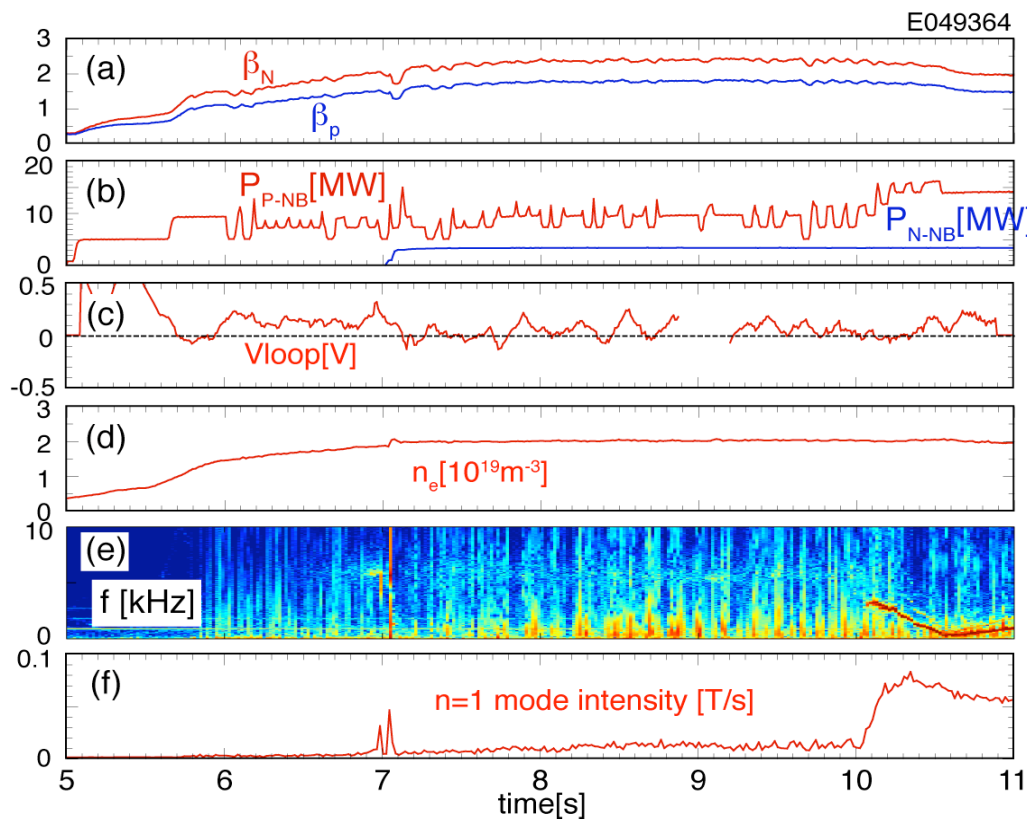 E049364
3
(a)
β_N
2
1
β_p
0
20
(b)
P_P-NB[MW]
10
P_N-NB[MW]
0
0.5
(c)
0
Vloop[V]
-0.5
3
(d)
2
n_e[10¹⁹m⁻³]
1
0
10
(e)
f [kHz]
0
0.1
(f)
n=1 mode intensity [T/s]
0
5 6 7 8 9 10 11
time[s]